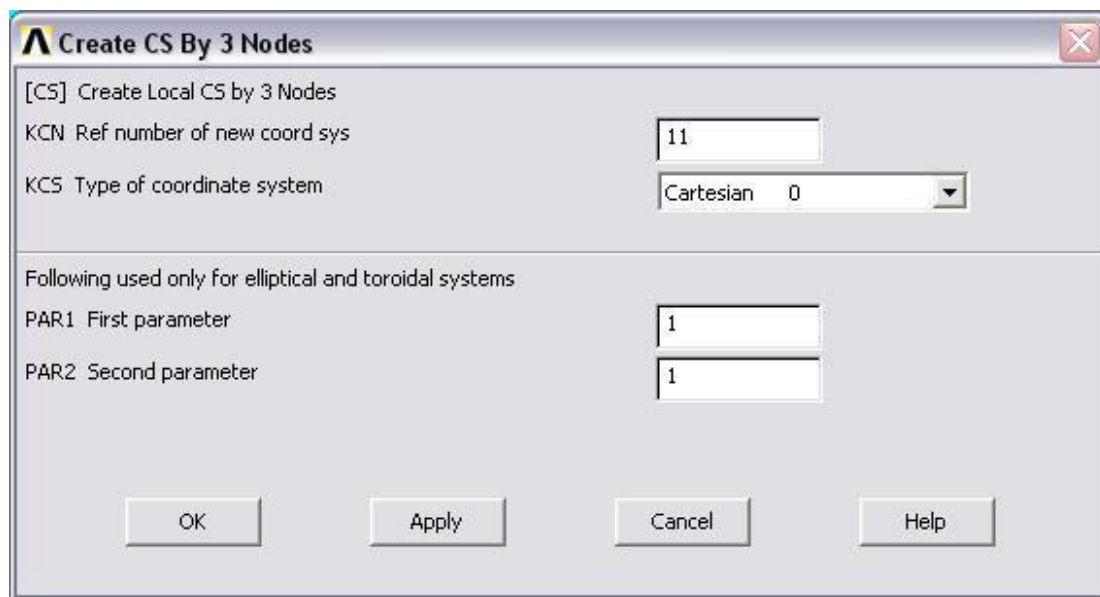 Create CS By 3 Nodes
[CS] Create Local CS by 3 Nodes
KCN Ref number of new coord sys 11
KCS Type of coordinate system Cartesian 0
Following used only for elliptical and toroidal systems
PAR1 First parameter 1
PAR2 Second parameter 1
OK Apply Cancel Help